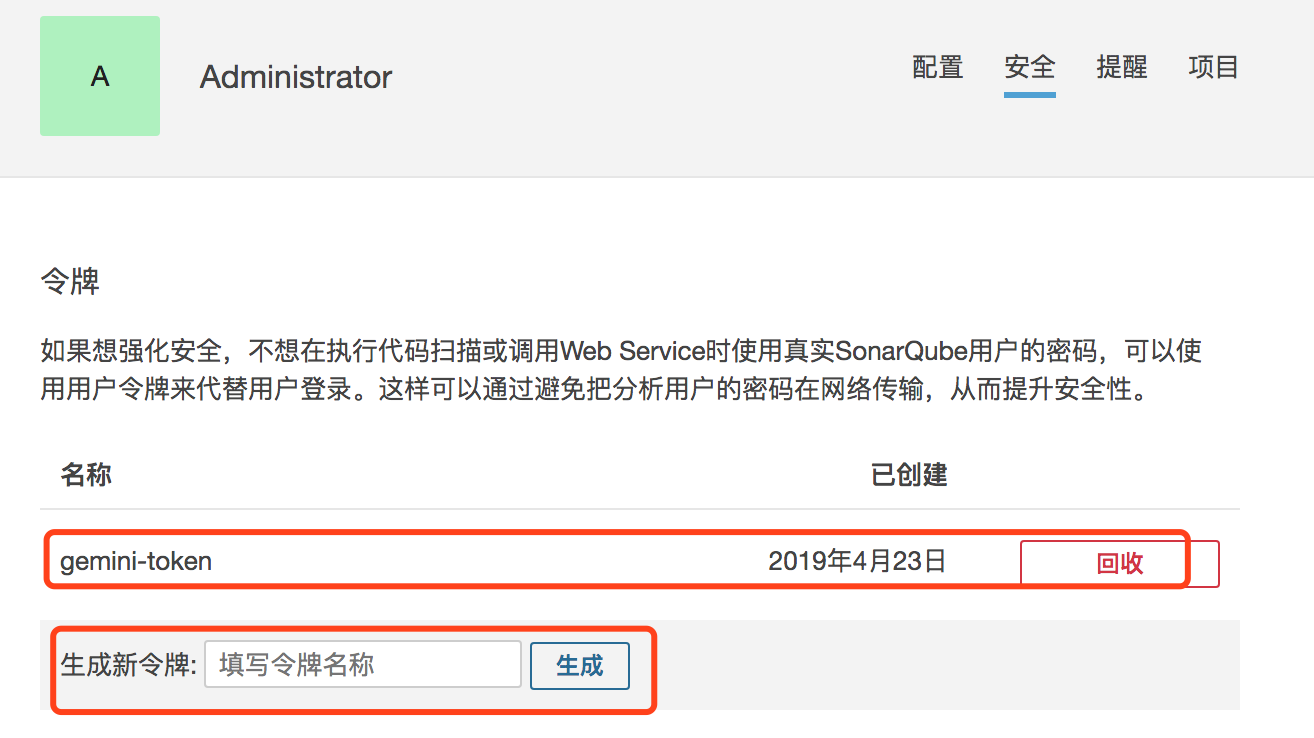 A
Administrator
配置 安全 提醒 项目
令牌
如果想强化安全，不想在执行代码扫描或调用Web Service时使用真实SonarQube用户的密码，可以使
用用户令牌来代替用户登录。这样可以通过避免把分析用户的密码在网络传输，从而提升安全性。
名称 已创建
gemini-token 2019年4月23日 回收
生成新令牌: 填写令牌名称 生成